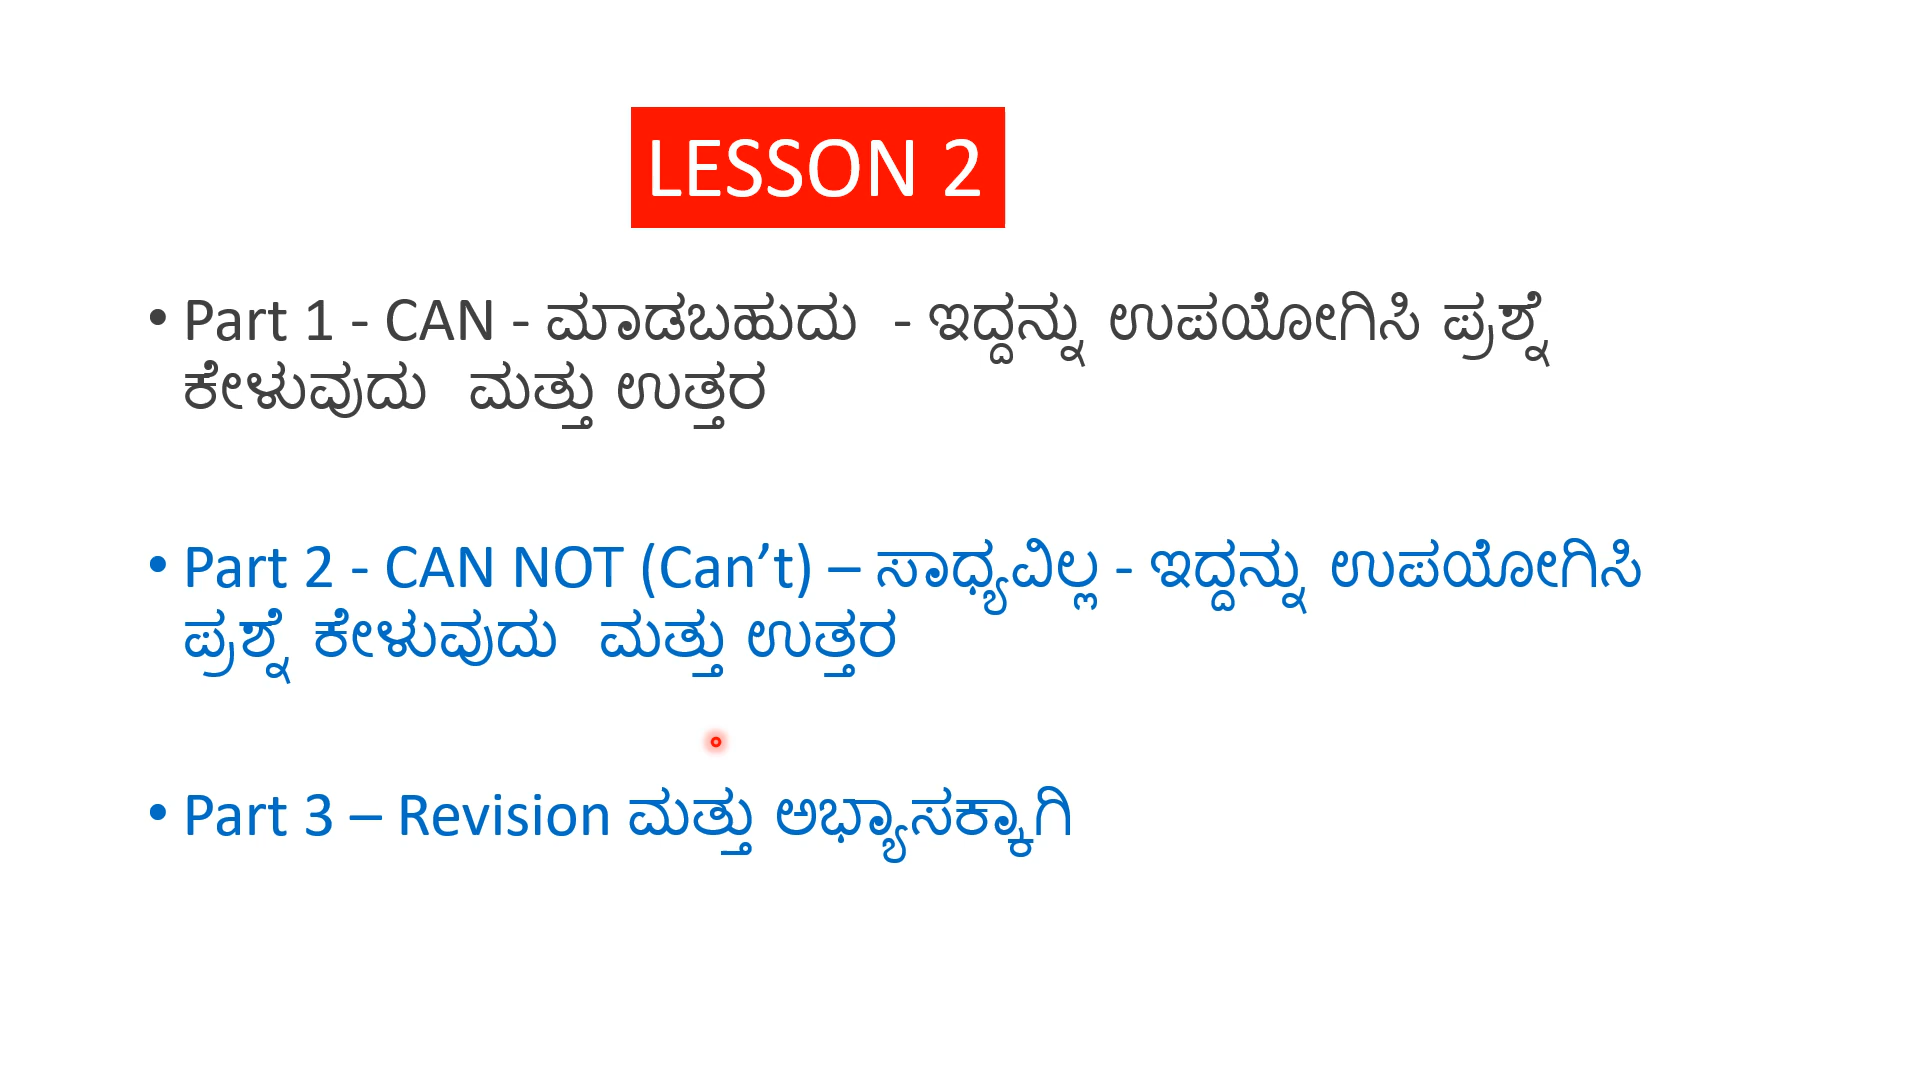 LESSON 2
• Part 1 - CAN - ಮಾಡಬಹುದು - ಇದ್ದನ್ನು ಉಪಯೋಗಿಸಿ ಪ್ರಶ್ನೆ
ಕೇಳುವುದು ಮತ್ತು ಉತ್ತರ
• Part 2 - CAN NOT (Can’t) – ಸಾಧ್ಯವಿಲ್ಲ - ಇದ್ದನ್ನು ಉಪಯೋಗಿಸಿ
ಪ್ರಶ್ನೆ ಕೇಳುವುದು ಮತ್ತು ಉತ್ತರ
• Part 3 – Revision ಮತ್ತು ಅಭ್ಯಾಸಕ್ಕಾಗಿ